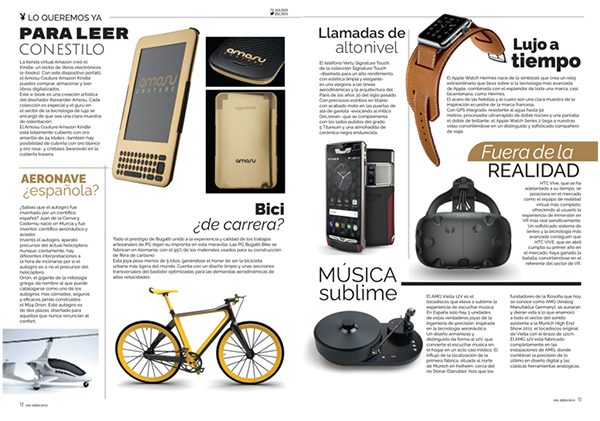 LO QUEREMOS YA
PARA LEER
CON ESTILO
La tienda virtual Amazon creó el
Kindle, un lector de libros electrónicos
(e-books). Con este dispositivo portátil,
puedes comprar, almacenar y leer
libros digitalizados.
Este e-book es una creación artística
del diseñador Alexander Amosu. Cada
colección es especial y el gurú en
el sector de la tecnología de lujo se
encargó de que sea una clara muestra
de ostentación.
El Amosu Couture Amazon Kindle
está totalmente cubierto con oro
amarillo de 24 kilates -también hay
posibilidad de cubrirlo con oro blanco
y oro rosa- y cristales Swarovski en la
cubierta trasera
amosu
COUTURE
amosu
amosu
AERONAVE
¿española?
¿Sabías que el autogiro fue
inventado por un científico
español? Juan de la Cierva y
Codorníu nació en Murcia y fue
inventor, científico aeronáutico y
aviador.
Inventó el autogiro, aparato
precursor del actual helicóptero.
Aunque, ciertamente, hay
diferentes interpretaciones a
la hora de mencionar si el
autogiro es o no el precursor del
helicóptero.
Orión, el gigante de la mitología
griega, da nombre al que puede
catalogarse como uno de los
autogiros más cómodos, seguros
y eficaces jamás construidos:
el M24 Orion. Este autogiro es
de dos plazas, diseñado para
aquellos que nunca renuncian al
confort.
Bici
¿de carrera?
Todo el prestigio de Bugatti unido a la experiencia y calidad de los trabajos
artesanales de PG dejan su impronta en esta maravilla. Las PG Bugatti Bike se
fabrican en Alemania, con el 95% de los materiales usados para su construcción
de fibra de carbono.
Esta joya pesa menos de 5 kilos, ganándose el honor de ser la bicicleta
urbana más ligera del mundo. Cuenta con un diseño limpio y unas secciones
transversales del bastidor optimizadas para las demandas aerodinámicas de
altas velocidades.
12
Llamadas de
alto nivel
El teléfono Vertu Signature Touch,
de la colección Signature Touch
-diseñada para un alto rendimiento
con estética limpia y elegante-
es una alegoría a las líneas
aerodinámicas y la arquitectura del
París de los años 30 del siglo pasado.
Con preciosos estribos en titanio
con acabado mate en las puertas de
ala de gaviota -evocando al mítico
DeLorean- que se complementa
con los lados pulidos del grado
5 Titanium y una almohadilla de
cerámica negra endurecida.
Lujo a
tiempo
El Apple Watch Hermès nace de la simbiosis que crea un reloj
extraordinario que lleva sobre sí la tecnología más avanzada
de Apple, combinada con el esplendor de toda una marca, casi
bicentenaria, como Hermes.
El acero de las hebillas y el cuero son una clara muestra de la
inspiración ecuestre de la marca francesa.
Con GPS integrado, resistente al agua hasta 50
metros, procesador ultrarrápido de doble núcleo y una pantalla
el doble de brillante, el Apple Watch Series 2 llega a nuestras
vidas convirtiéndose en un distinguido y sofisticado compañero
de viaje.
Fuera de la
REALIDAD
HTC Vive, que se ha
adelantado a su tiempo, se
posiciona en el mercado
como el equipo de realidad
virtual más completo,
ofreciendo al usuario la
experiencia de inmersión en
VR más real sensitivamente.
Un sofisticado sistema de
lentes y la tecnología más
avanzada consiguen que
HTC VIVE, que en abril
cumplirá su primer año en
el mercado, haya ganado la
batalla, convirtiéndose en el
referente del sector de VR.
MÚSICA
sublime
El AMG Viella 12V es el
tocadiscos que eleva a sublime la
experiencia de escuchar música.
En España solo hay 3 unidades
de estas verdaderas joyas de la
ingeniería de precisión, inspirada
en la tecnología aeronáutica.
Un diseño armonioso y
distinguido da forma al 12V, que
convierte el escuchar música en
el hogar en un acto casi místico. El
influjo de la localización de la
primera fábrica, situada al norte
de Munich en Kelheim, cerca del
río Donar (Danubio), hizo que los
fundadores de la filosofía que hoy
se conoce como AMG (Analog
Manufaktur Germany), se aunaran
y dieran vida a lo que enamoró
a todo el sector del sonido
asistente a la Munich High End
Show 2011, el tocadiscos original
de Viella con el brazo de 12cm.
El AMG 12V está fabricado
completamente en las
instalaciones de AMG, donde
combinan la precisión de lo
último en diseño digital y las
clásicas herramientas analógicas
13